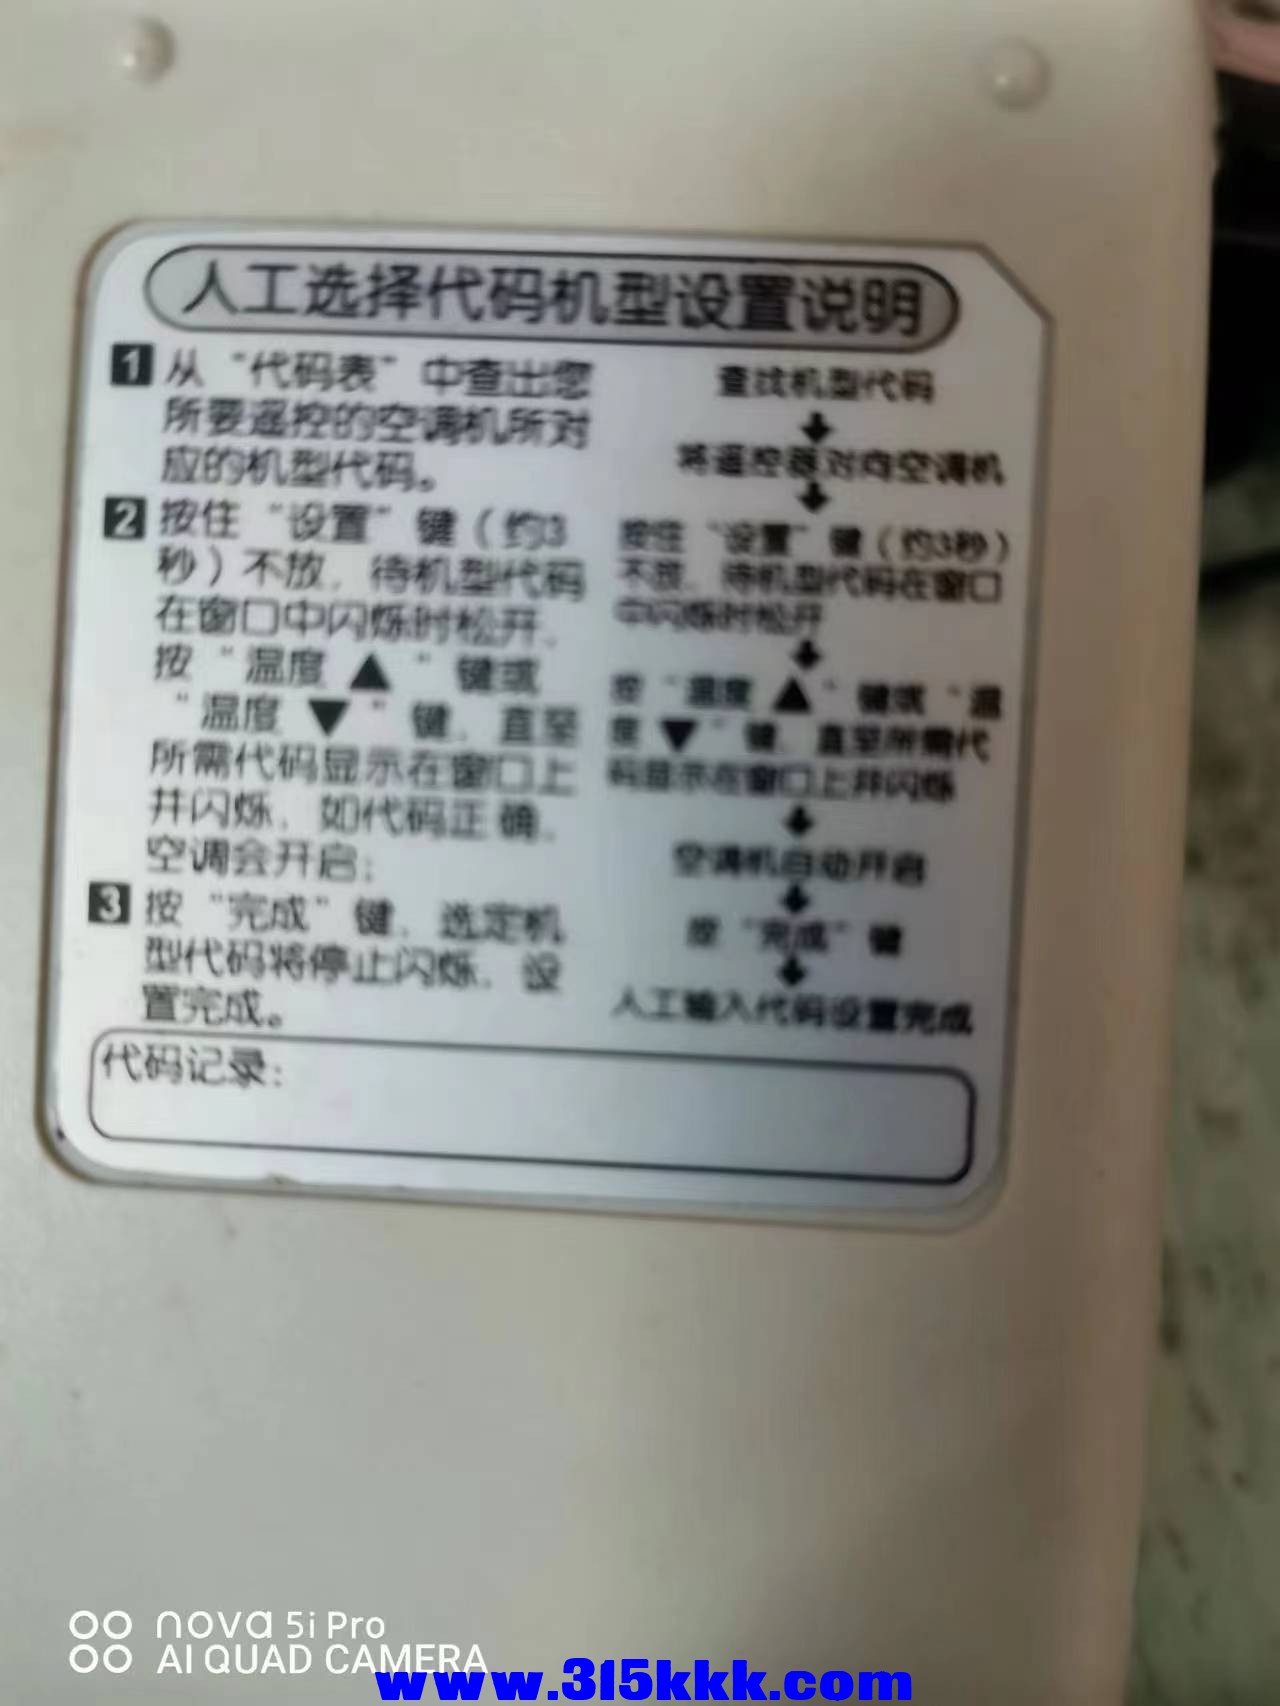 人工选择代码机型设置说明
1 从“代码表”中查出您
所要遥控的空调机所对
应的机型代码。
2 按住“设置”键(约3
秒)不放,待机型代码
在窗口中闪烁时松开,
按“温度▲”键或
“温度▼”键,直至
所需代码显示在窗口上
并闪烁,如代码正确,
空调会开启;
3 按“完成”键,选定机
型代码将停止闪烁,设
置完成。
查找机型代码
将遥控器对向空调机
按住“设置”键(约3秒)
不放,待机型代码在窗口
中闪烁时松开
按“温度▲”键或“温
度▼”键,直至所需代
码显示在窗口上并闪烁
空调机自动开启
按“完成”键
人工输入代码设置完成
代码记录:
nova 5i Pro
AI QUAD CAMERA
www.315kkk.com